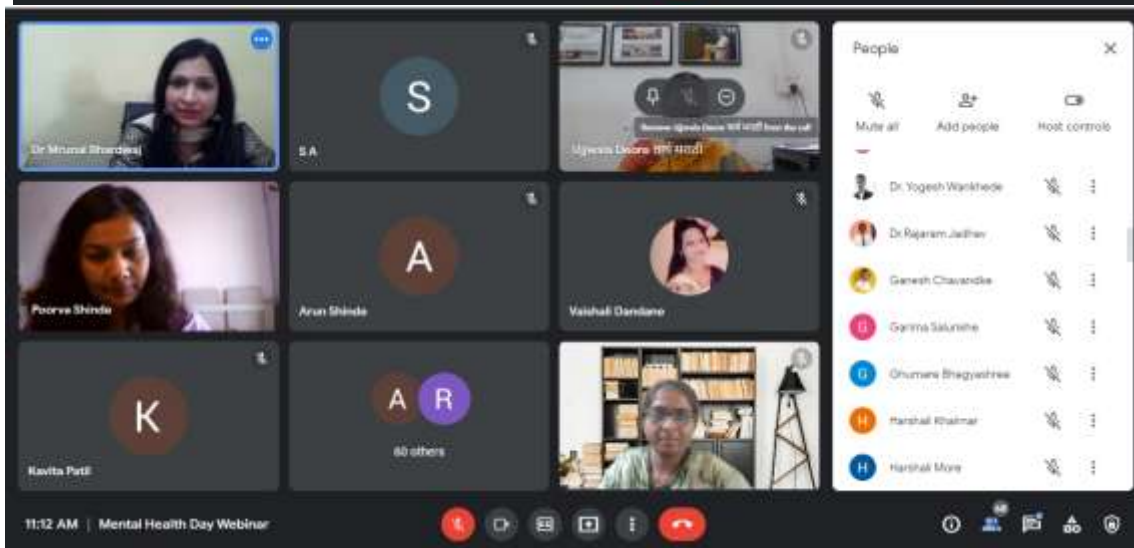 Dr Mrunal Bhardwaj
S
S A
Ujwala Deore
Poorva Shinde
A
Arun Shinde
Vaishali Dandane
K
Kavita Patil
A R
60 others
People
Mute all
Add people
Host controls
Dr. Yogesh Wankhede
Dr.Rajaram Jadhav
Ganesh Chavandke
G
Garima Salunkhe
G
Ghumare Bhagyashree
H
Harshali Khairnar
H
Harshali More
11:12 AM | Mental Health Day Webinar
68